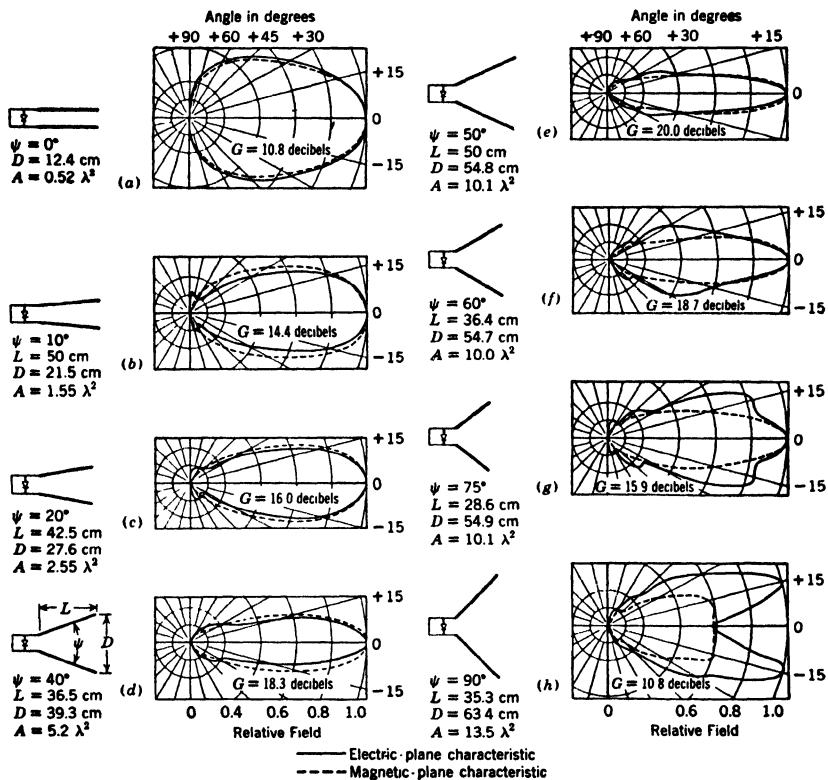 Angle in degrees
+90 +60 +45 +30
+15
0
-15
ψ = 0°
D = 12.4 cm
A = 0.52 λ²
(a)
G = 10.8 decibels
+15
0
-15
ψ = 10°
L = 50 cm
D = 21.5 cm
A = 1.55 λ²
(b)
G = 14.4 decibels
+15
0
-15
ψ = 20°
L = 42.5 cm
D = 27.6 cm
A = 2.55 λ²
(c)
G = 16 0 decibels
+15
0
-15
L
ψ
D
ψ = 40°
L = 36.5 cm
D = 39.3 cm
A = 5.2 λ²
(d)
G = 18.3 decibels
+15
0
-15
0 0.4 0.6 0.8 1.0
Relative Field
Angle in degrees
+90 +60 +30 +15
0
ψ = 50°
L = 50 cm
D = 54.8 cm
A = 10.1 λ²
(e)
G = 20.0 decibels
+15
0
-15
ψ = 60°
L = 36.4 cm
D = 54.7 cm
A = 10.0 λ²
(f)
G = 18 7 decibels
+15
0
-15
ψ = 75°
L = 28.6 cm
D = 54.9 cm
A = 10.1 λ²
(g)
G = 15 9 decibels
+15
0
-15
ψ = 90°
L = 35.3 cm
D = 63 4 cm
A = 13.5 λ²
(h)
G = 10 8 decibels
0 0.6 0.8 1.0
Relative Field
Electric-plane characteristic
Magnetic-plane characteristic